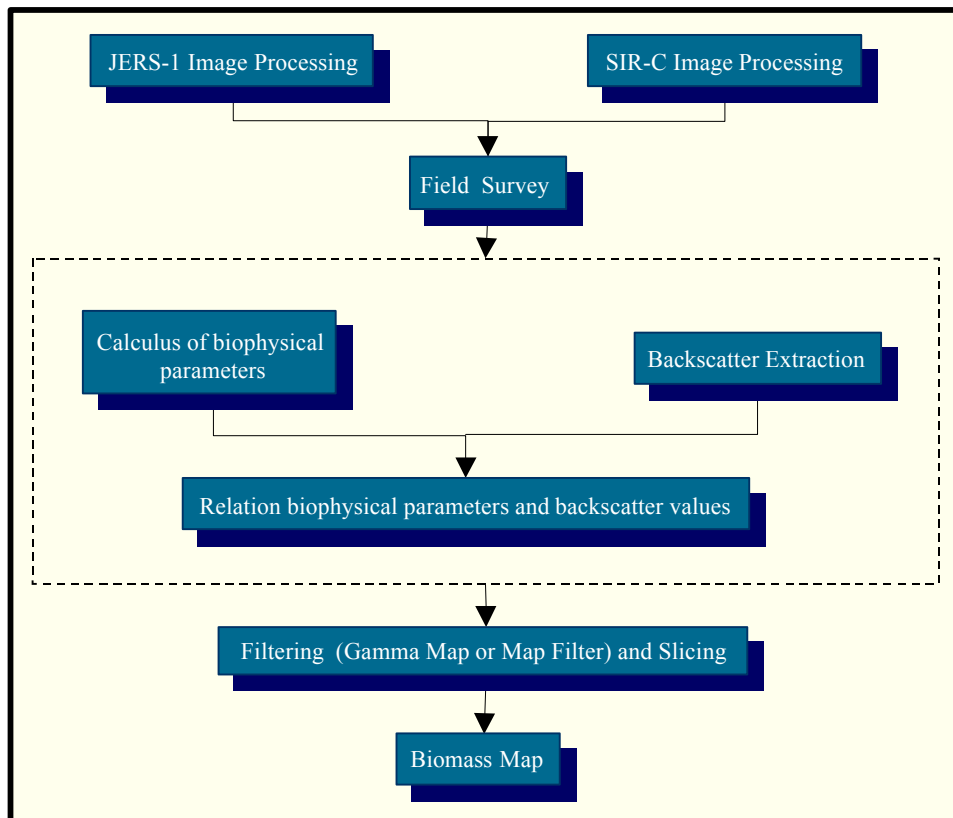 JERS-1 Image Processing
SIR-C Image Processing
Field Survey
Calculus of biophysical
parameters
Backscatter Extraction
Relation biophysical parameters and backscatter values
Filtering (Gamma Map or Map Filter) and Slicing
Biomass Map